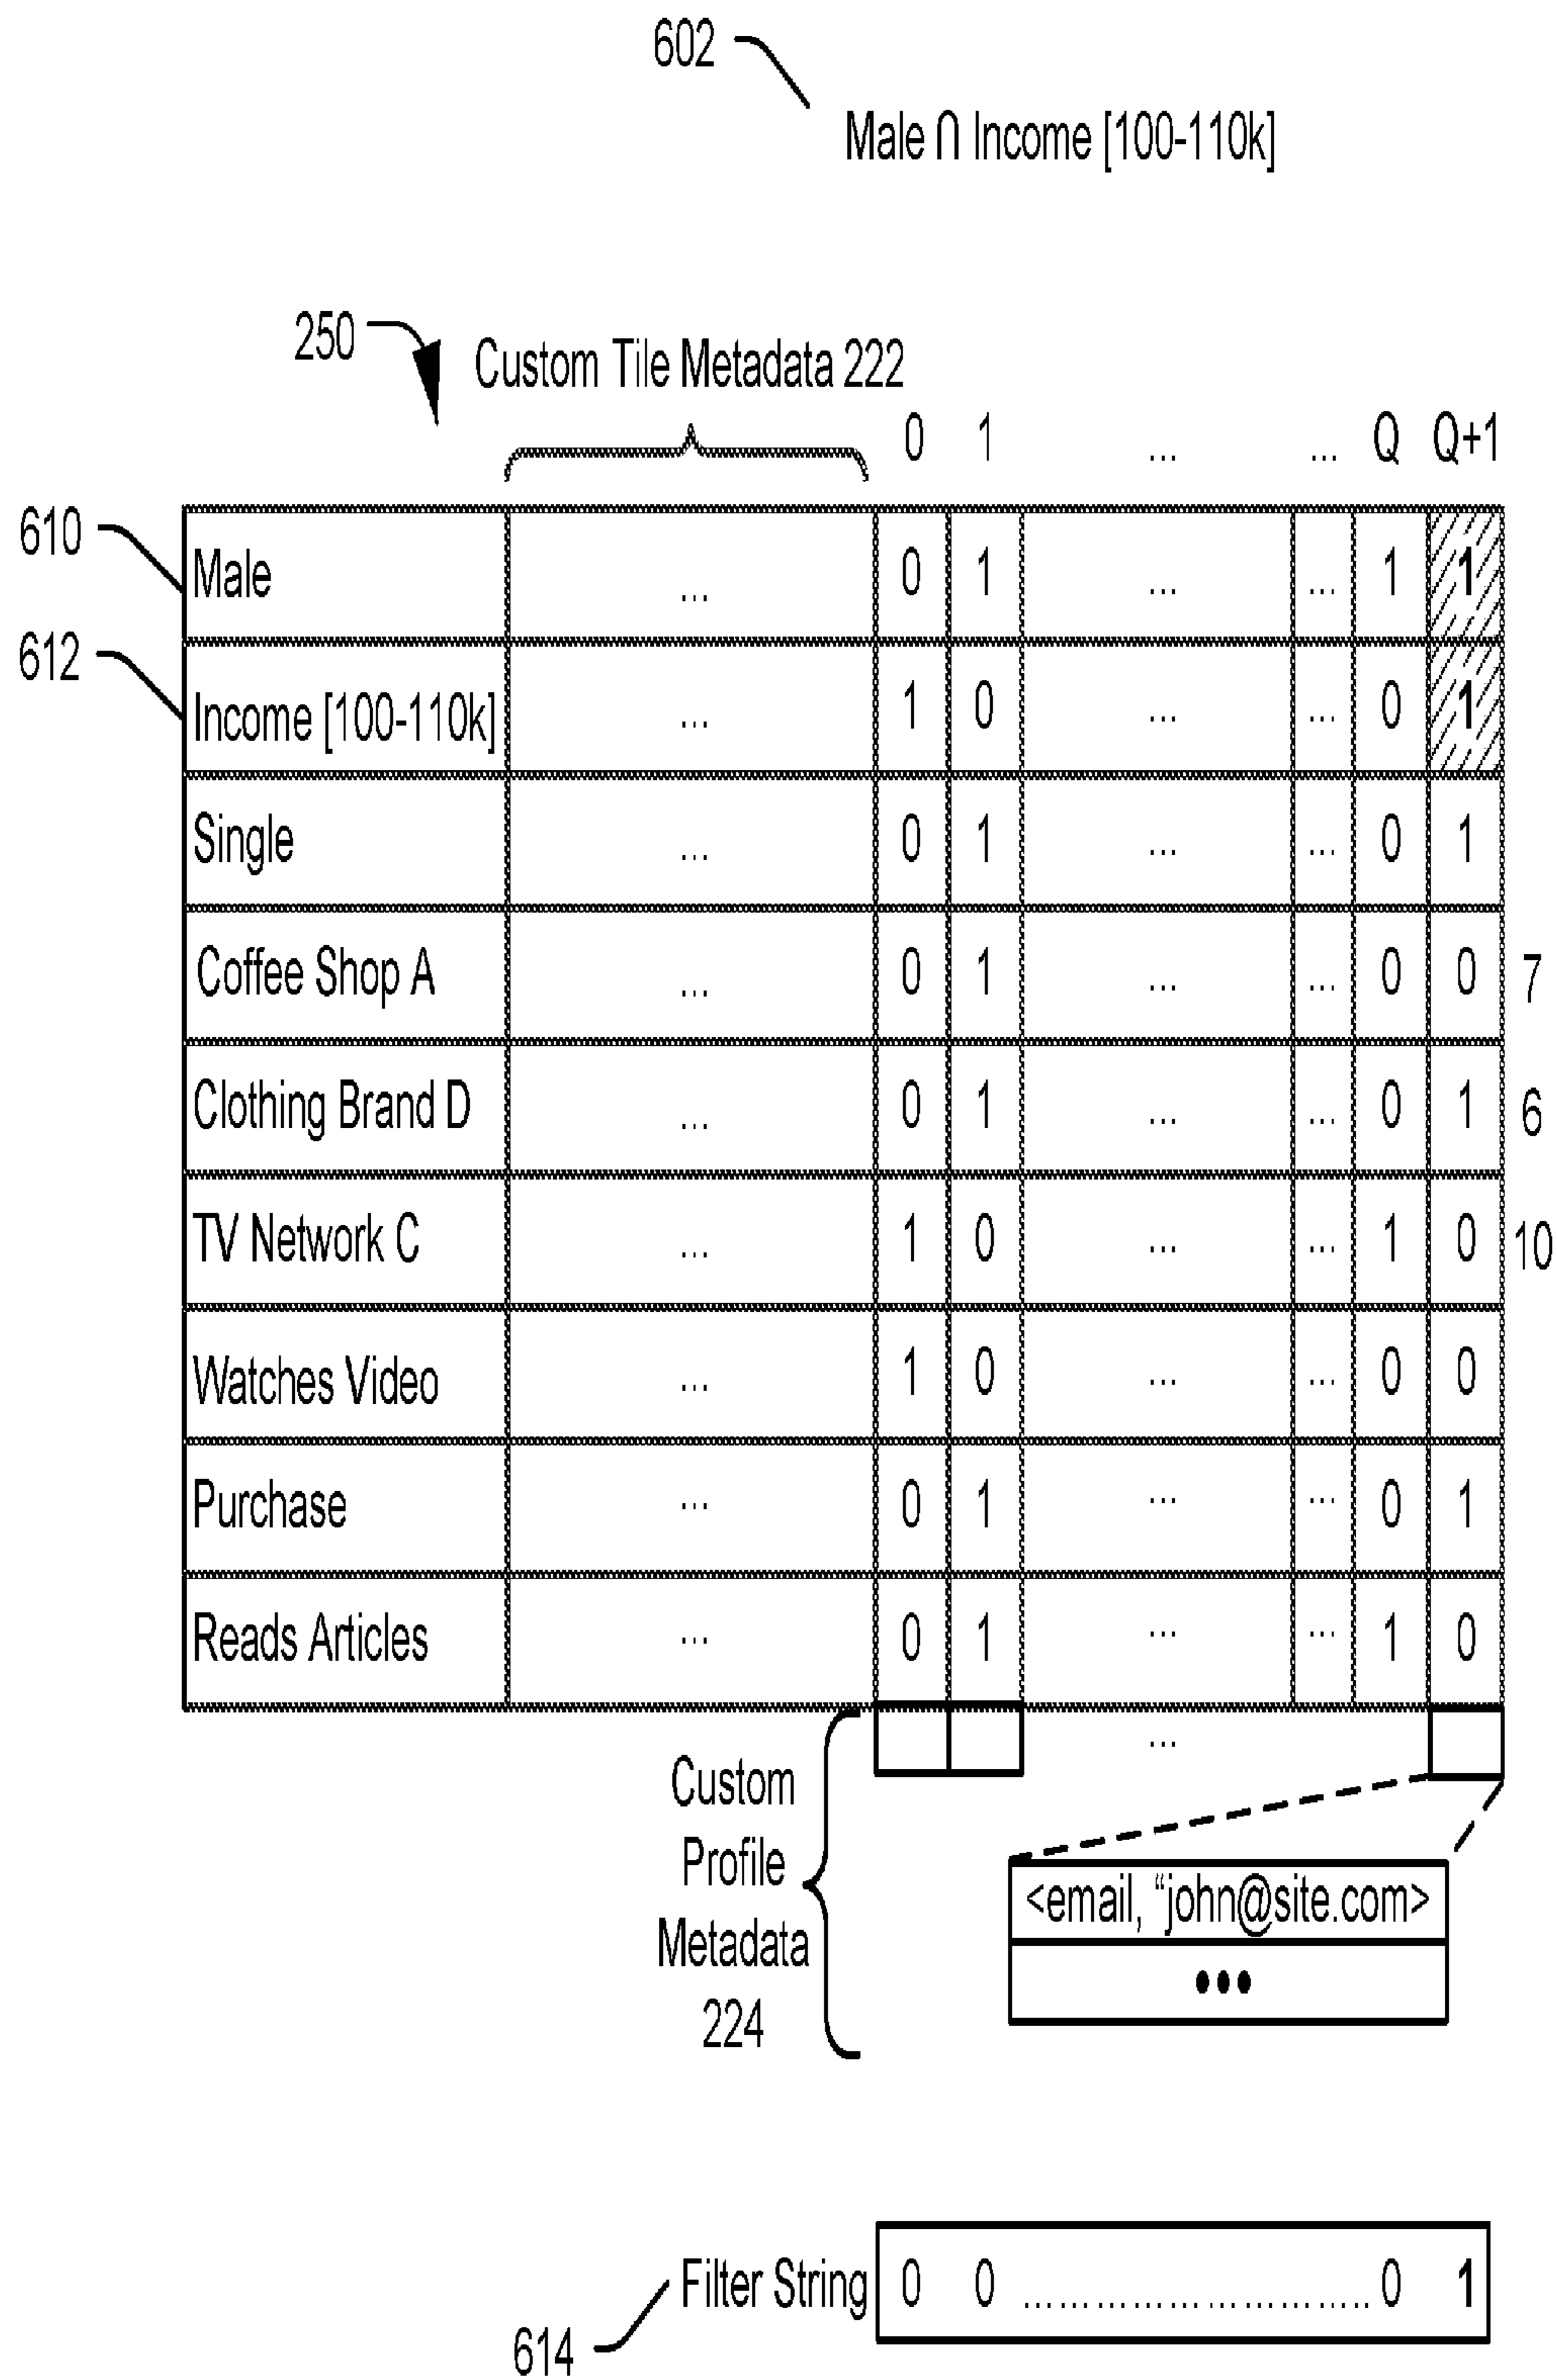 602
Male ∩ Income [100-110k]
250
Custom Tile Metadata 222
0 1 ... ... Q Q+1
610
Male ... 0 1 ... ... 1 1
612
Income [100-110k] ... 1 0 ... ... 0 1
Single ... 0 1 ... ... 0 1
Coffee Shop A ... 0 1 ... ... 0 0 7
Clothing Brand D ... 0 1 ... ... 0 1 6
TV Network C ... 1 0 ... ... 1 0 10
Watches Video ... 1 0 ... ... 0 0
Purchase ... 0 1 ... ... 0 1
Reads Articles ... 0 1 ... ... 1 0
...
Custom
Profile
Metadata
224
<email, “john@site.com>
•••
Filter String 0 0 .............................. 0 1
614